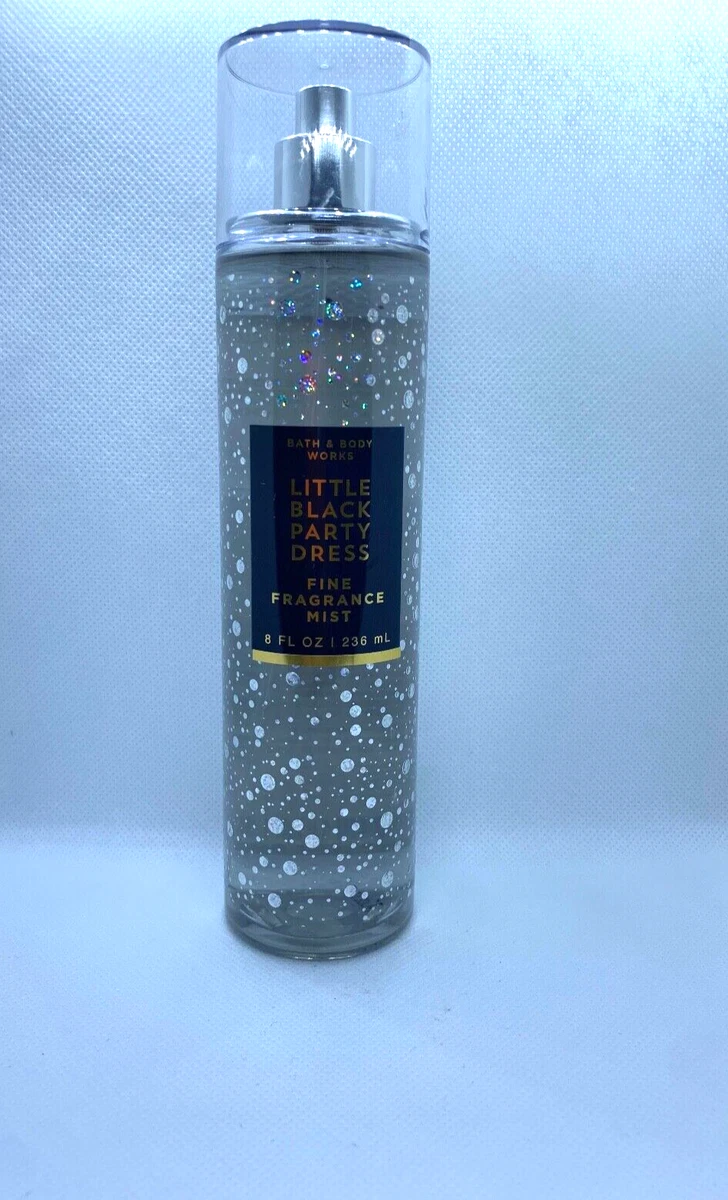 BATH & BODY
WORKS
LITTLE
BLACK
PARTY
DRESS
FINE
FRAGRANCE
MIST
8 FL OZ | 236 mL